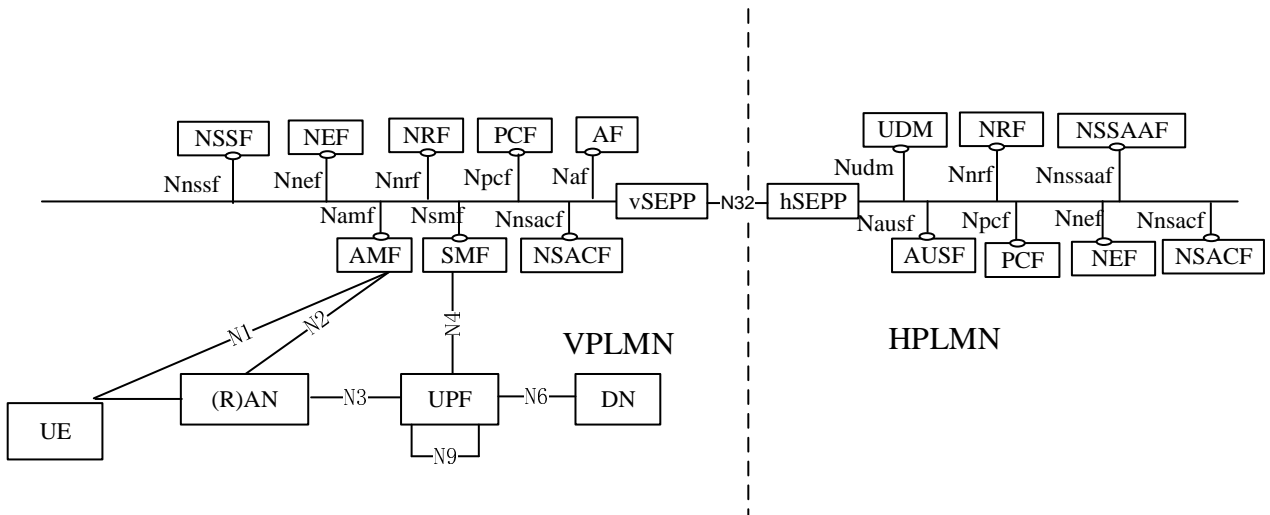 NSSF NEF NRF PCF AF
UDM NRF NSSAAF
Nnssf Nnef Nnrf Npcf Naf
Nudm Nnrf Nnssaaf
vSEPP N32 hSEPP
Namf Nsmf Nnsacf
Nausf Npcf Nnef Nnsacf
AMF SMF NSACF
AUSF PCF NEF NSACF
N1 N2 N4
VPLMN HPLMN
UE (R)AN N3 UPF N6 DN
N9